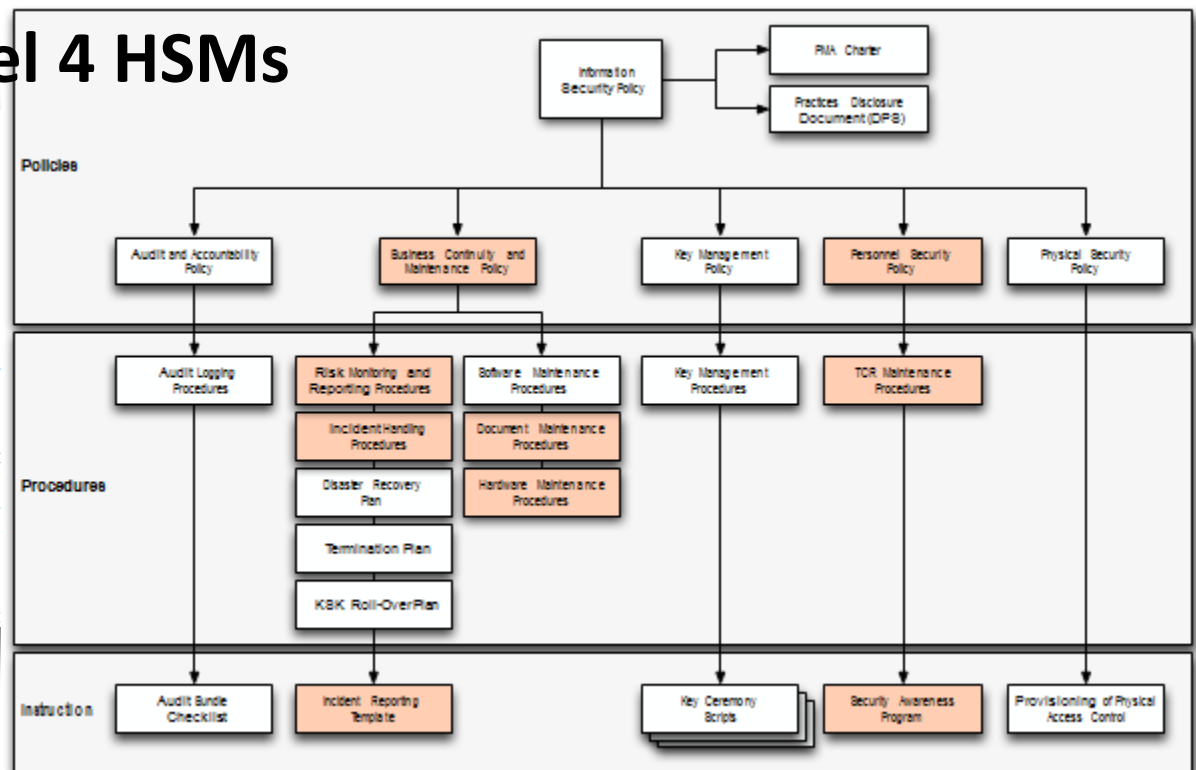 el 4 HSMs
Information
Security Policy
PMA Charter
Practices Disclosure
Document (DPS)
Policies
Audit and Accountability
Policy
Business Continuity and
Maintenance Policy
Key Management
Policy
Personnel Security
Policy
Physical Security
Policy
Audit Logging
Procedures
Risk Monitoring and
Reporting Procedures
Software Maintenance
Procedures
Key Management
Procedures
TCR Maintenance
Procedures
Incident Handling
Procedures
Document Maintenance
Procedures
Procedures
Disaster Recovery
Plan
Hardware Maintenance
Procedures
Termination Plan
KSK Roll-Over Plan
Instruction
Audit Bundle
Checklist
Incident Reporting
Template
Key Ceremony
Scripts
Security Awareness
Program
Provisioning of Physical
Access Control